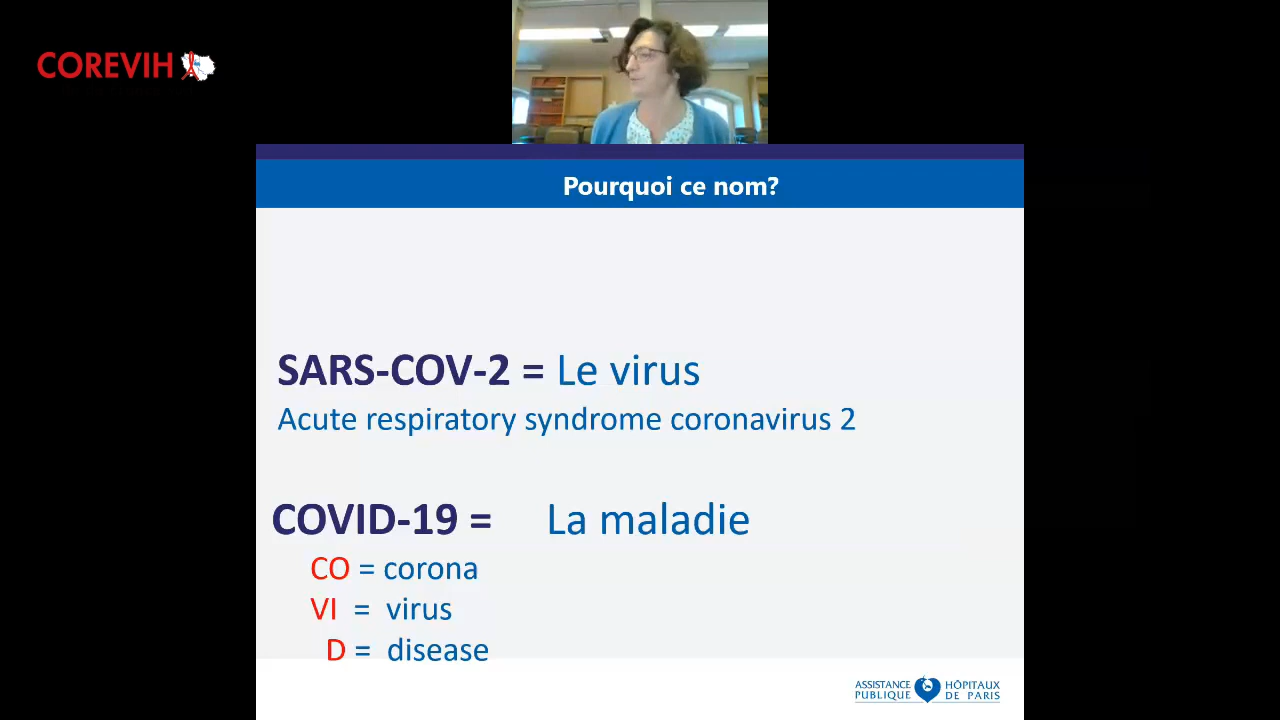 COREVIH
Pourquoi ce nom?
SARS-COV-2 = Le virus
Acute respiratory syndrome coronavirus 2
COVID-19 = La maladie
CO = corona
VI = virus
D = disease
ASSISTANCE HÔPITAUX
PUBLIQUE DE PARIS